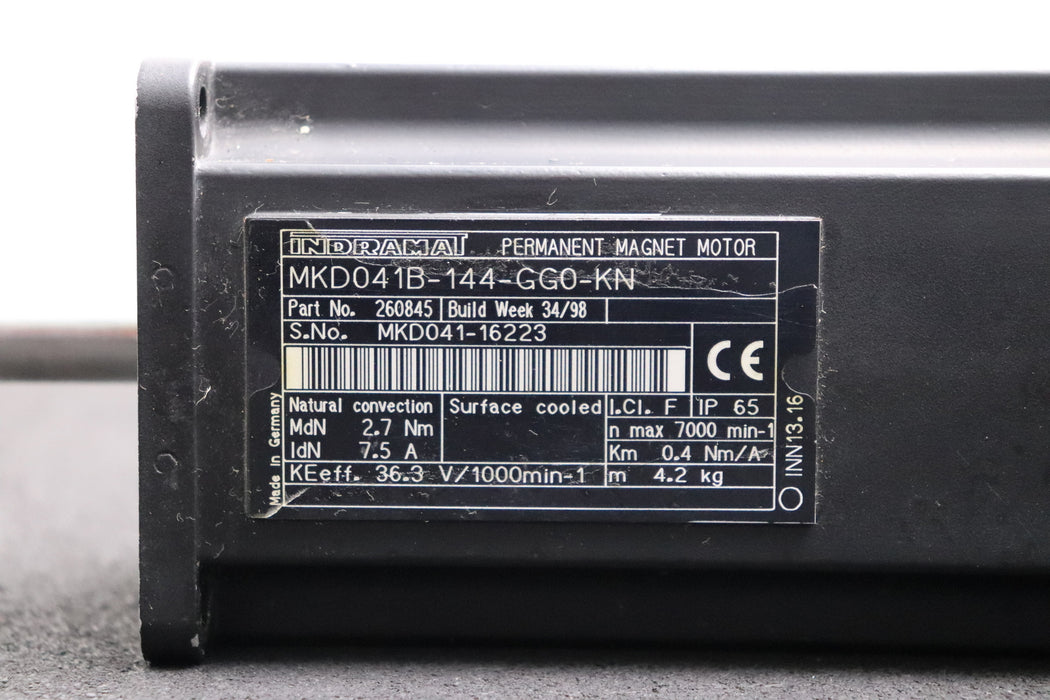 INDRAMAT PERMANENT MAGNET MOTOR
MKD041B-144-GG0-KN
Part No. 260845 Build Week 34/98
S.No. MKD041-16223
CE
Natural convection Surface cooled I.Cl. F IP 65
MdN 2.7 Nm n max 7000 min-1
IdN 7.5 A Km 0.4 Nm/A
KEeff. 36.3 V/1000min-1 m 4.2 kg
Made in Germany
INN13.16